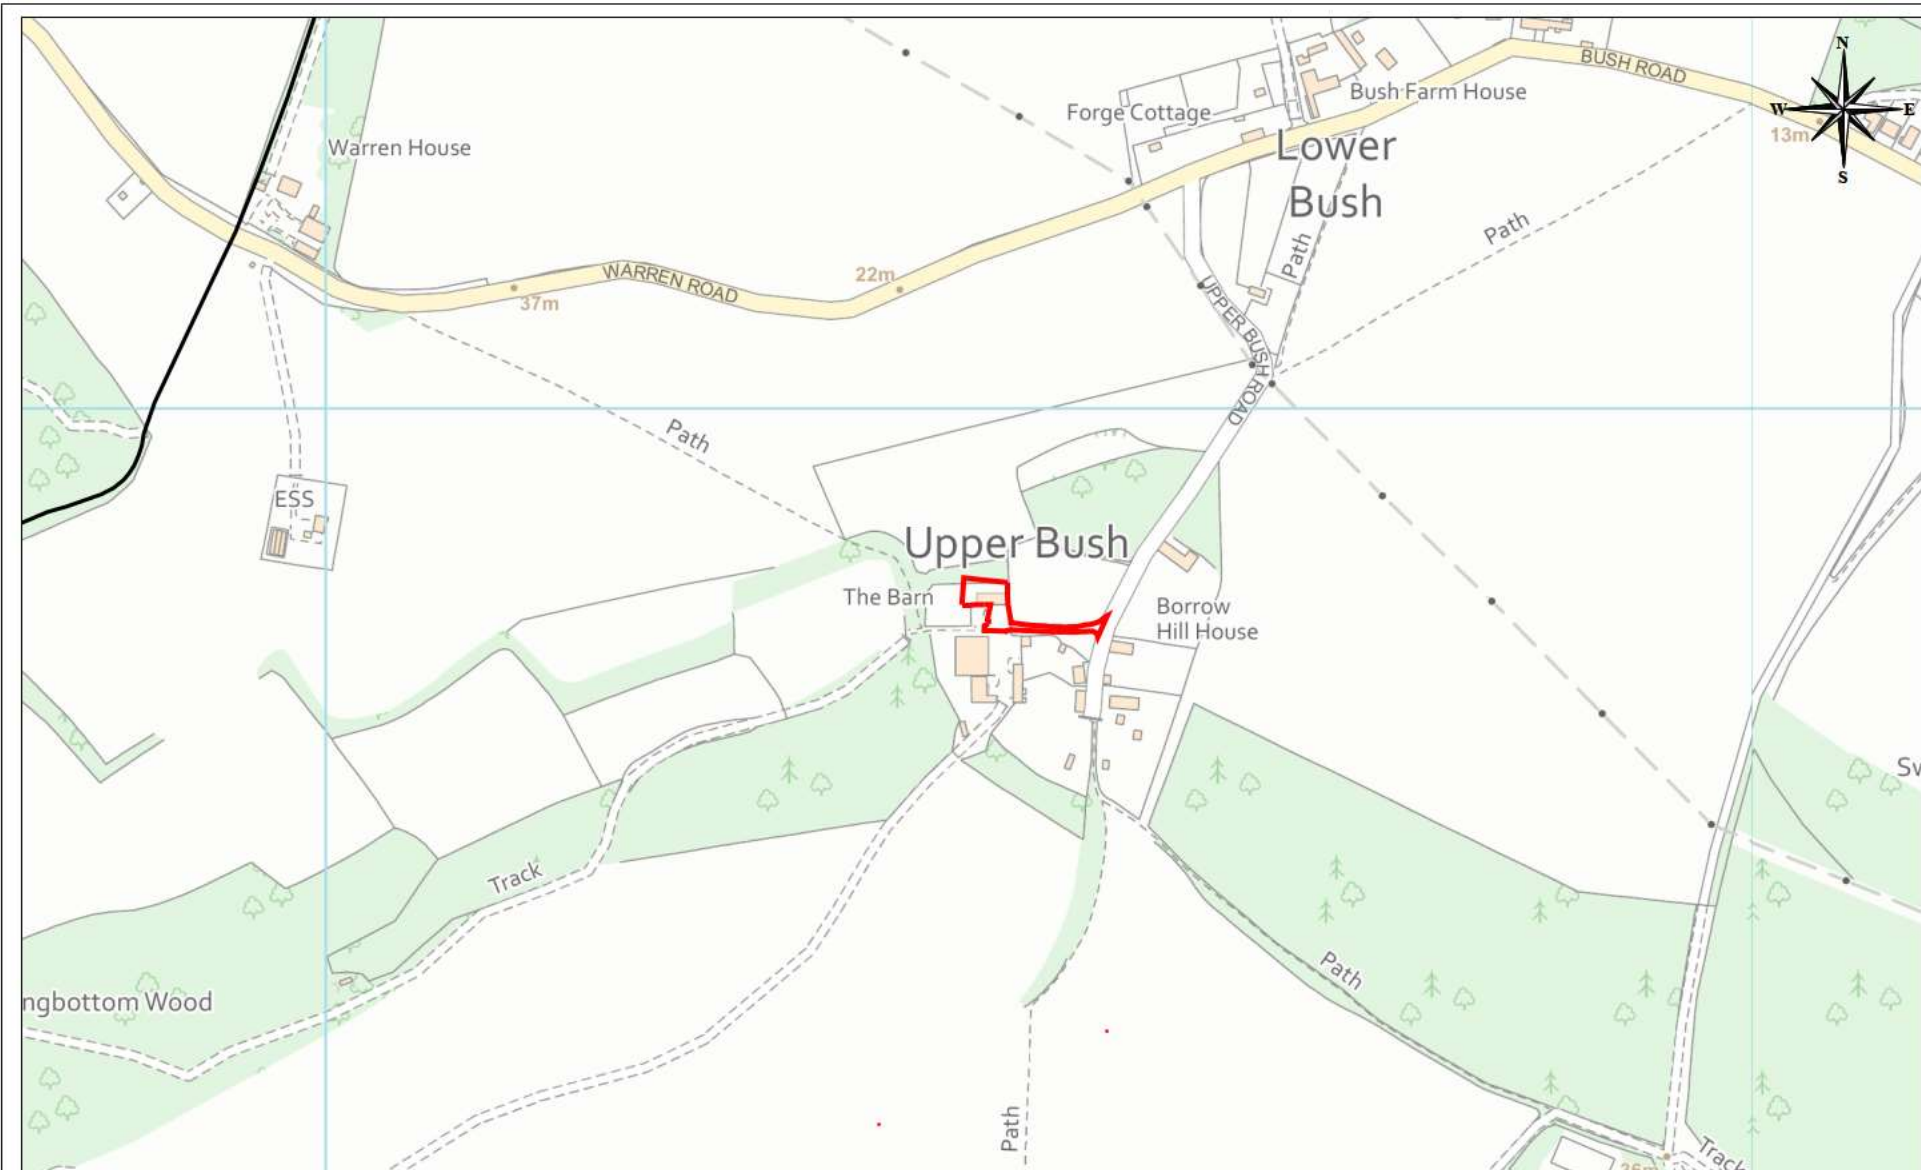 N
W E
S
BUSH ROAD
Bush Farm House
Forge Cottage
13m
Lower
Bush
Warren House
Path
Path
22m
WARREN ROAD
37m
UPPER BUSH ROAD
Path
ESS
Upper Bush
The Barn
Borrow
Hill House
Sw
Track
Path
ngbottom Wood
Path
Track